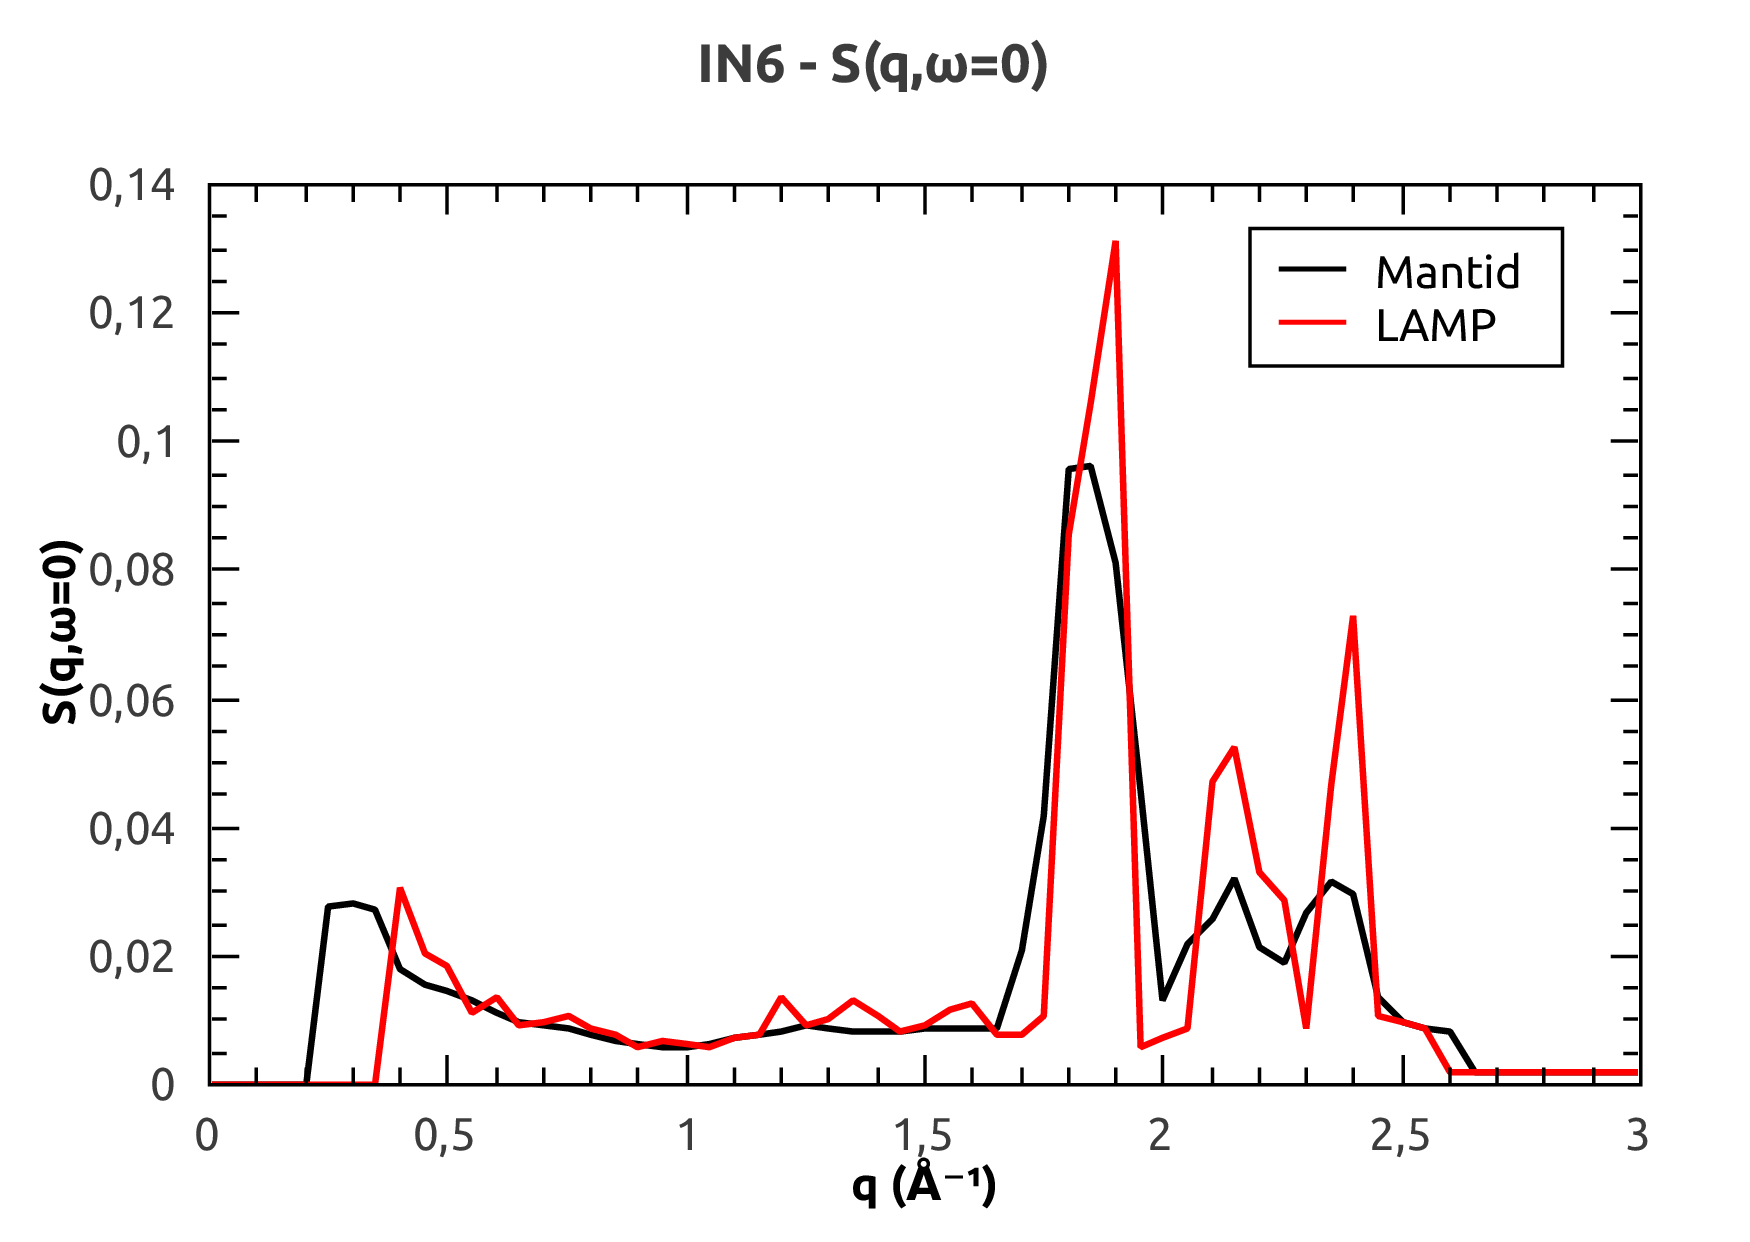 IN6 - S(q,ω=0)
0,14
0,12
0,1
0,08
0,06
0,04
0,02
0
S(q,ω=0)
Mantid
LAMP
0 0,5 1 1,5 2 2,5 3
q (Å⁻¹)